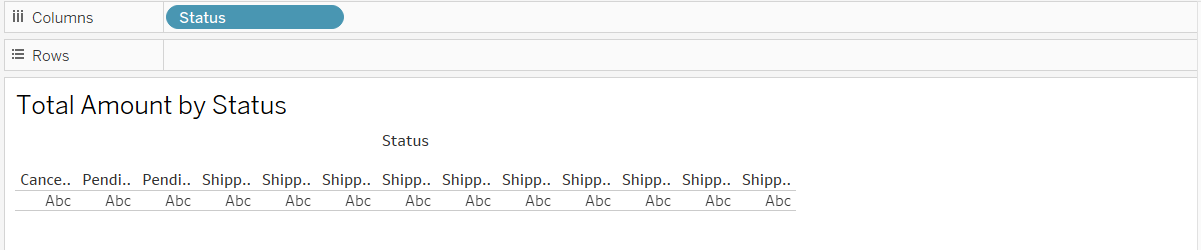 Columns Status
Rows
Total Amount by Status
Status
Cance.. Pendi.. Pendi.. Shipp.. Shipp.. Shipp.. Shipp.. Shipp.. Shipp.. Shipp.. Shipp.. Shipp.. Shipp..
Abc Abc Abc Abc Abc Abc Abc Abc Abc Abc Abc Abc Abc